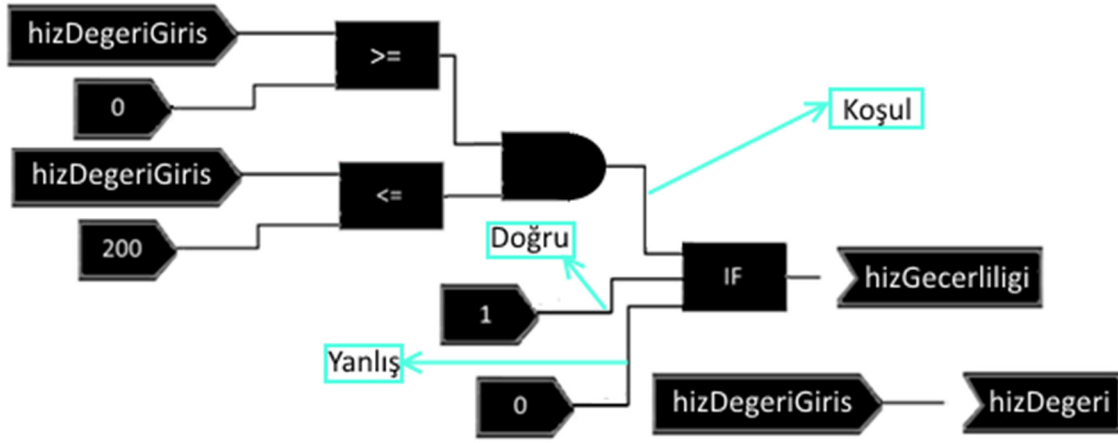 hizDegeriGiris
>=
0
Koşul
hizDegeriGiris
<=
200
Doğru
IF
hizGecerliligi
1
Yanlış
0
hizDegeriGiris
hizDegeri